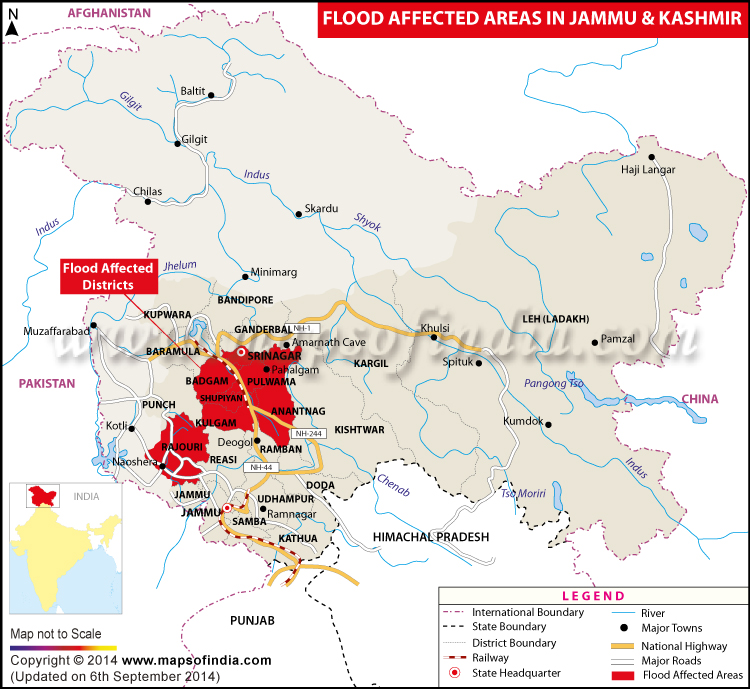 FLOOD AFFECTED AREAS IN JAMMU & KASHMIR
N
AFGHANISTAN
Baltit
Gilgit
Gilgit
Haji Langar
Indus
Chilas
Skardu
Shyok
Indus
Jhelum
Flood Affected
Districts
Minimarg
BANDIPORE
KUPWARA
Muzaffarabad
GANDERBAL
NH-1
LEH (LADAKH)
Khulsi
www.mapsofindia.com
Amarnath Cave
Pamzal
BARAMULA
SRINAGAR
KARGIL
Spituk
Pahalgam
PAKISTAN
BADGAM
PULWAMA
Pangong Tso
SHUPIYAN
CHINA
PUNCH
ANANTNAG
Kotli
KULGAM
KISHTWAR
Kumdok
NH-244
Deogol
RAJOURI
RAMBAN
REASI
Naoshera
NH-44
Indus
DODA
Chenab
Tso Moriri
JAMMU
UDHAMPUR
INDIA
JAMMU
Ramnagar
SAMBA
KATHUA
HIMACHAL PRADESH
PUNJAB
LEGEND
International Boundary
State Boundary
District Boundary
Railway
State Headquarter
River
Major Towns
National Highway
Major Roads
Flood Affected Areas
Map not to Scale
Copyright © 2014 www.mapsofindia.com
(Updated on 6th September 2014)